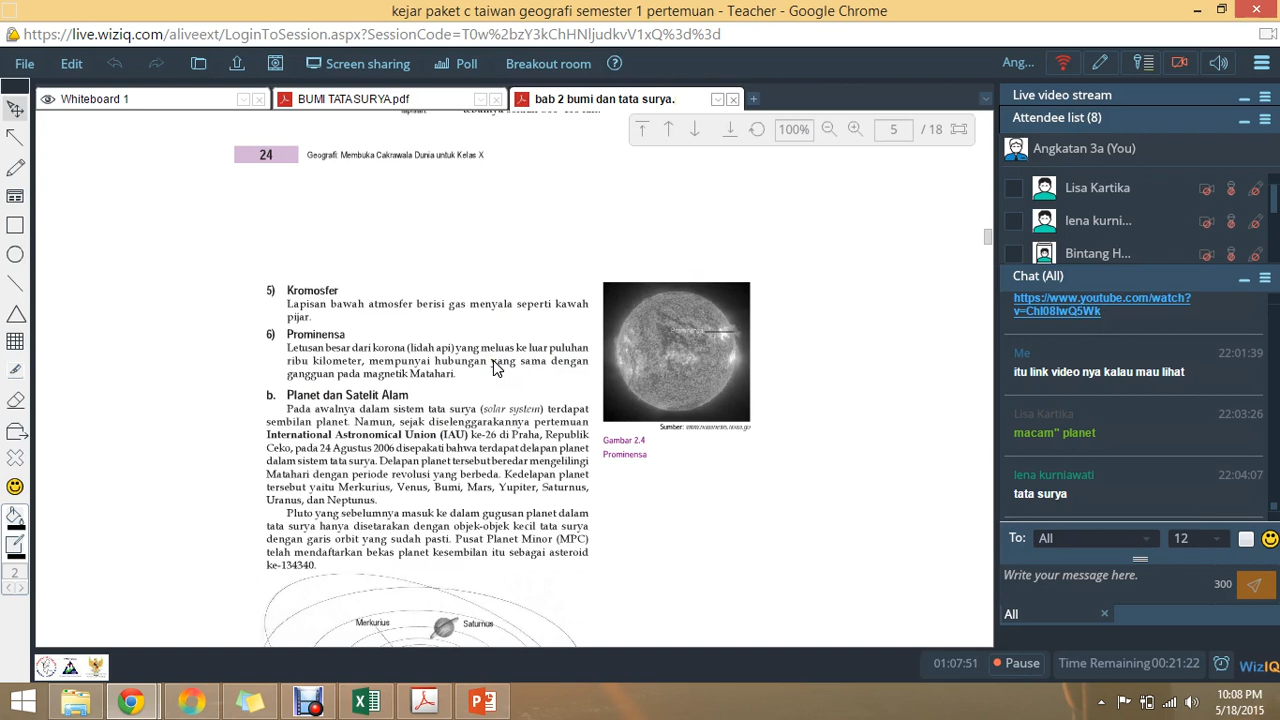 kejar paket c taiwan geografi semester 1 pertemuan - Teacher - Google Chrome
https://live.wiziq.com/aliveext/LoginToSession.aspx?SessionCode=T0w%2bzY3kChHNljudkvV1xQ%3d%3d
File Edit Screen sharing Poll Breakout room ? Ang...
Whiteboard 1 BUMI TATASURYA.pdf bab 2 bumi dan tata surya.
100% 5 / 18
24 Geografi: Membuka Cakrawala Dunia untuk Kelas X
5) Kromosfer
Lapisan bawah atmosfer berisi gas menyala seperti kawah
pijar.
6) Prominensa
Letusan besar dari korona (lidah api) yang meluas ke luar puluhan
ribu kilometer, mempunyai hubungan yang sama dengan
gangguan pada magnetik Matahari.
b. Planet dan Satelit Alam
Pada awalnya dalam sistem tata surya (solar system) terdapat
sembilan planet. Namun, sejak diselenggarakannya pertemuan
International Astronomical Union (IAU) ke-26 di Praha, Republik
Ceko, pada 24 Agustus 2006 disepakati bahwa terdapat delapan planet
dalam sistem tata surya. Delapan planet tersebut beredar mengelilingi
Matahari dengan periode revolusi yang berbeda. Kedelapan planet
tersebut yaitu Merkurius, Venus, Bumi, Mars, Yupiter, Saturnus,
Uranus, dan Neptunus.
Pluto yang sebelumnya masuk ke dalam gugusan planet dalam
tata surya hanya disetarakan dengan objek-objek kecil tata surya
dengan garis orbit yang sudah pasti. Pusat Planet Minor (MPC)
telah mendaftarkan bekas planet kesembilan itu sebagai asteroid
ke-134340.
Merkurius Saturnus
Prominensa
Sumber:
Gambar 2.4
Prominensa
Live video stream
Attendee list (8)
Angkatan 3a (You)
Lisa Kartika
lena kurni...
Bintang H...
Chat (All)
https://www.youtube.com/watch?
v=ChI08IwQ5Wk
Me 22:01:39
itu link video nya kalau mau lihat
Lisa Kartika 22:03:26
macam" planet
lena kurniawati 22:04:07
tata surya
To: All 12
Write your message here. 300
All
2
01:07:51 Pause Time Remaining 00:21:22 WizIQ
10:08 PM
5/18/2015